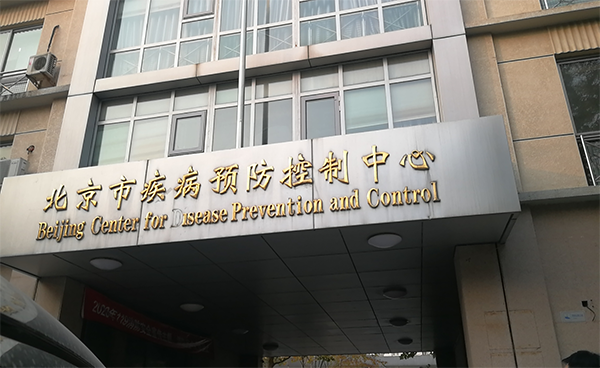 北京市疾病预防控制中心
Beijing Center for Disease Prevention and Control